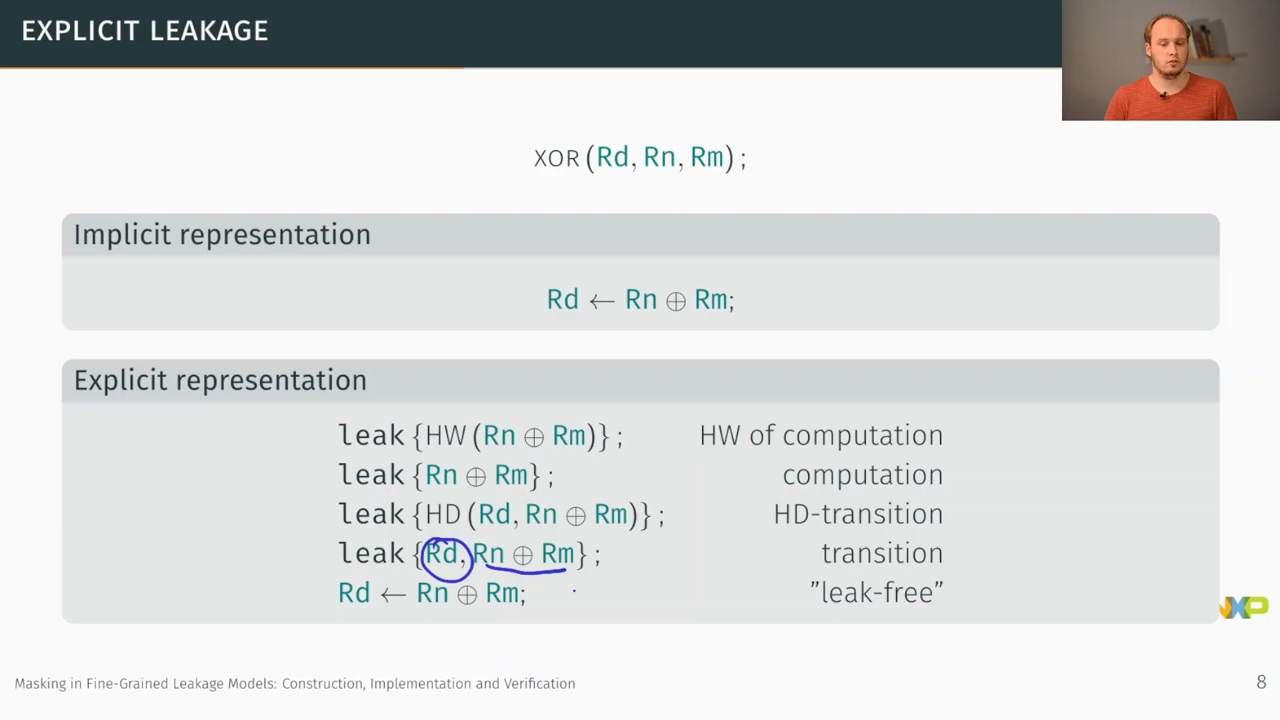 EXPLICIT LEAKAGE
XOR (Rd, Rn, Rm) ;
Implicit representation
Rd ← Rn ⊕ Rm;
Explicit representation
leak {HW (Rn ⊕ Rm)} ; HW of computation
leak {Rn ⊕ Rm} ; computation
leak {HD (Rd, Rn ⊕ Rm)} ; HD-transition
leak {Rd, Rn ⊕ Rm} ; transition
Rd ← Rn ⊕ Rm; ”leak-free”
NXP
Masking in Fine-Grained Leakage Models: Construction, Implementation and Verification 8